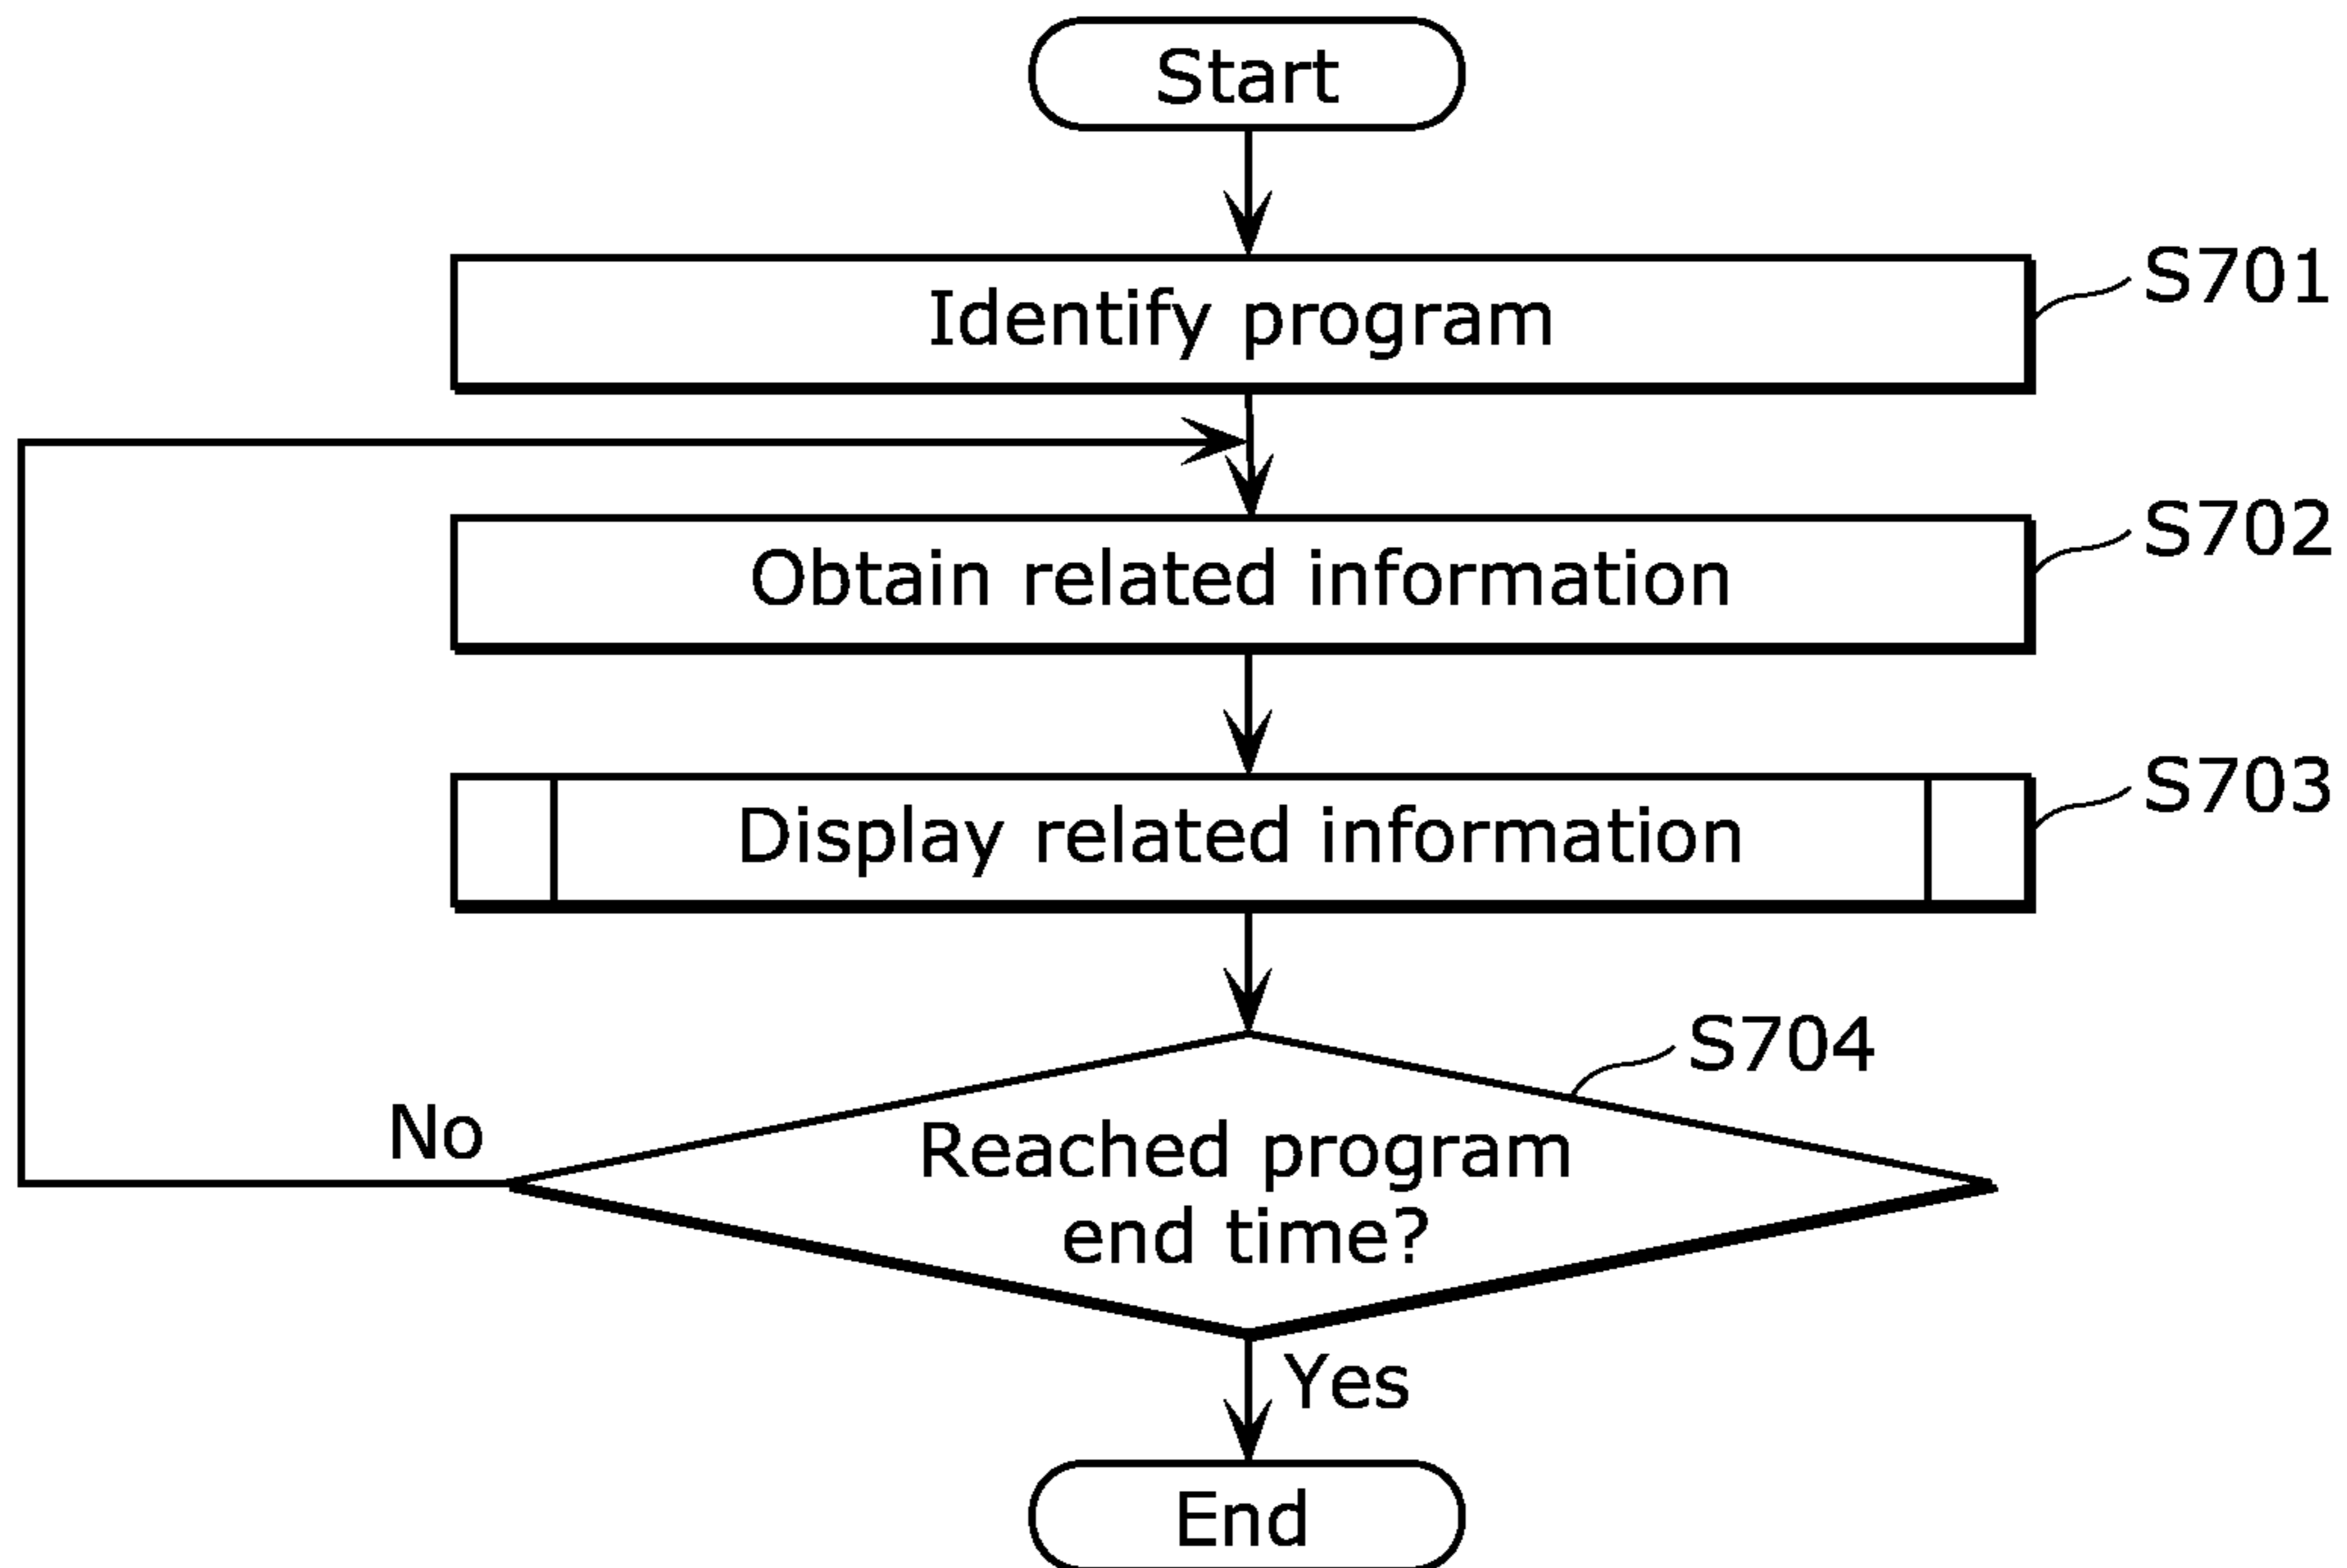 Start
Identify program
S701
Obtain related information
S702
Display related information
S703
S704
No
Reached program
end time?
Yes
End